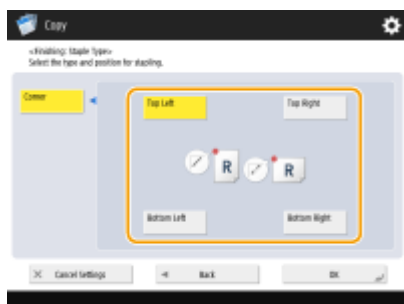 Copy
<Finishing: Staple Type>
Select the type and position for stapling.
Corner
Top Left
Top Right
R
R
Bottom Left
Bottom Right
Cancel Settings
Back
OK